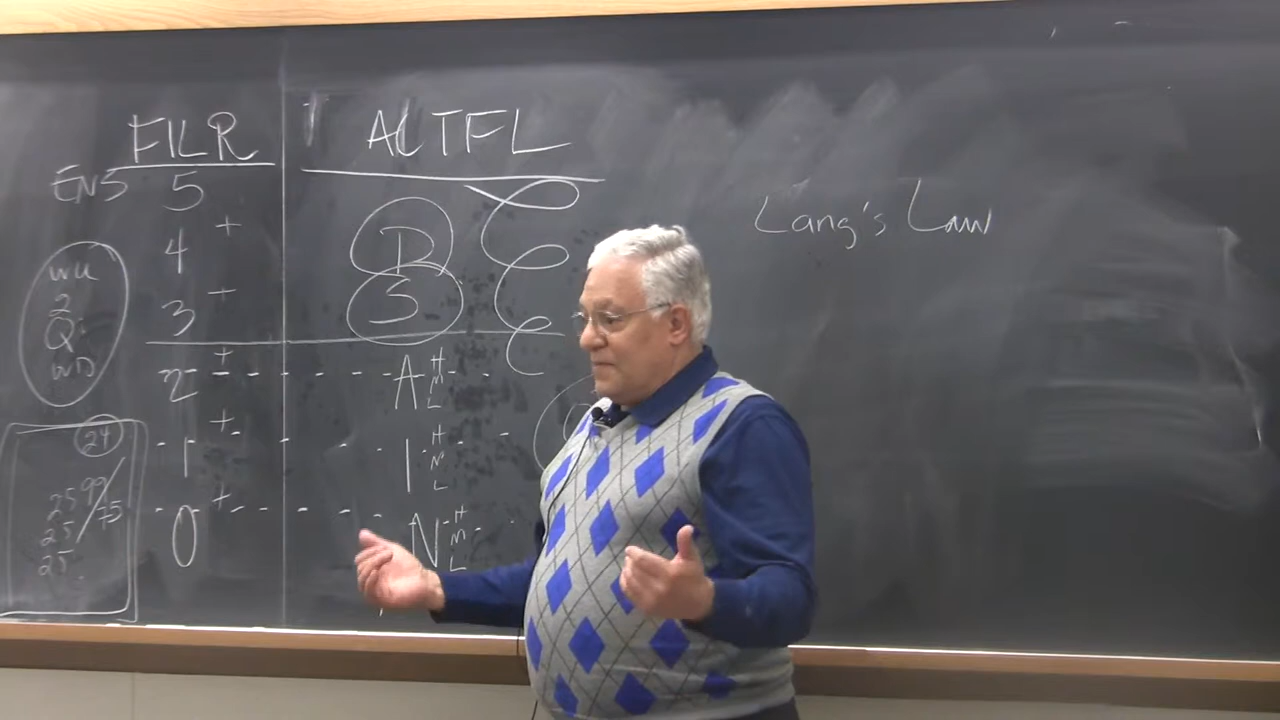 FILR
ACTFL
ENS 5
+
4
+
3
+
2
+
1
+
0
D
S
A H M L
I H M L
N H M L
Lang's Law
WU
2
Q
WD
24
25 99/75
25
25